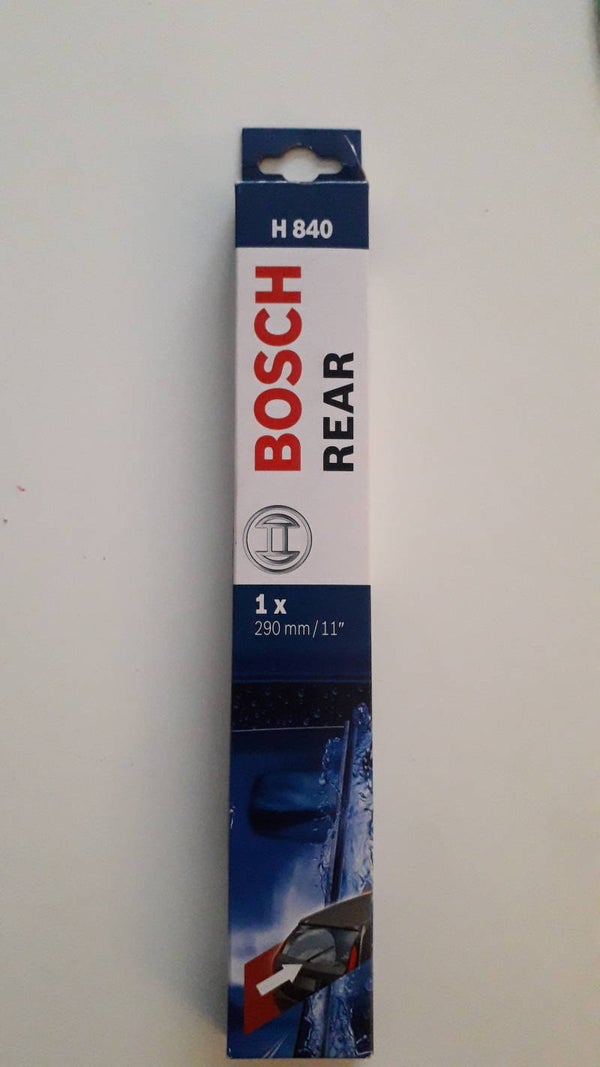 H 840
BOSCH
REAR
1 x
290 mm / 11"